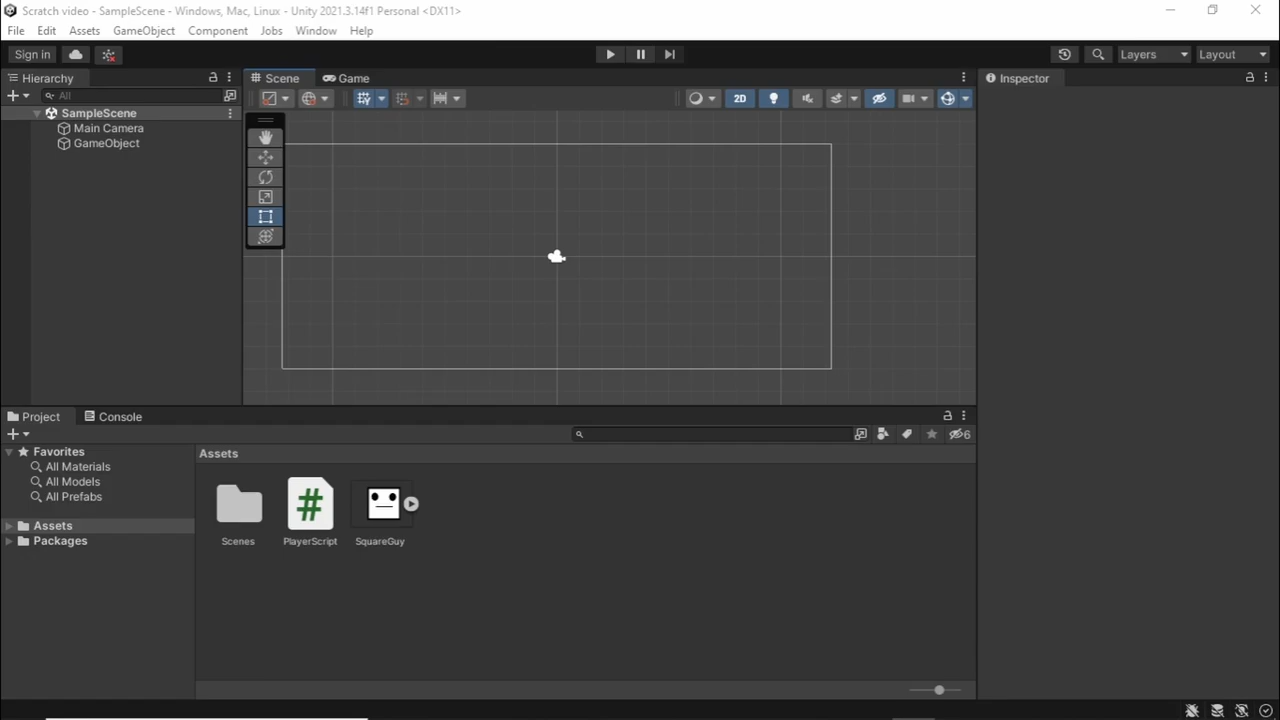 Scratch video - SampleScene - Windows, Mac, Linux - Unity 2021.3.14f1 Personal <DX11>
File Edit Assets GameObject Component Jobs Window Help
Sign in Layers Layout
Hierarchy Scene Game Inspector
All 2D
SampleScene
Main Camera
GameObject
Project Console
6
Favorites Assets
All Materials
All Models
All Prefabs
Assets
Packages
Scenes PlayerScript SquareGuy